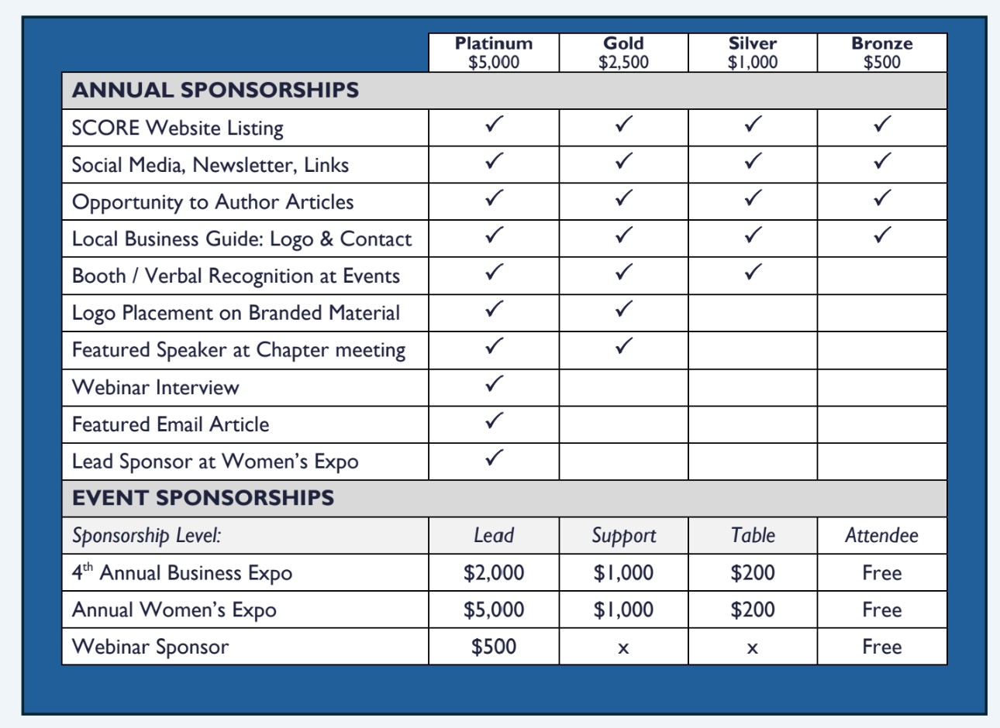 Platinum Gold Silver Bronze
$5,000 $2,500 $1,000 $500
ANNUAL SPONSORSHIPS
SCORE Website Listing ✓ ✓ ✓ ✓
Social Media, Newsletter, Links ✓ ✓ ✓ ✓
Opportunity to Author Articles ✓ ✓ ✓ ✓
Local Business Guide: Logo & Contact ✓ ✓ ✓ ✓
Booth / Verbal Recognition at Events ✓ ✓ ✓
Logo Placement on Branded Material ✓ ✓
Featured Speaker at Chapter meeting ✓ ✓
Webinar Interview ✓
Featured Email Article ✓
Lead Sponsor at Women’s Expo ✓
EVENT SPONSORSHIPS
Sponsorship Level: Lead Support Table Attendee
4th Annual Business Expo $2,000 $1,000 $200 Free
Annual Women’s Expo $5,000 $1,000 $200 Free
Webinar Sponsor $500 x x Free